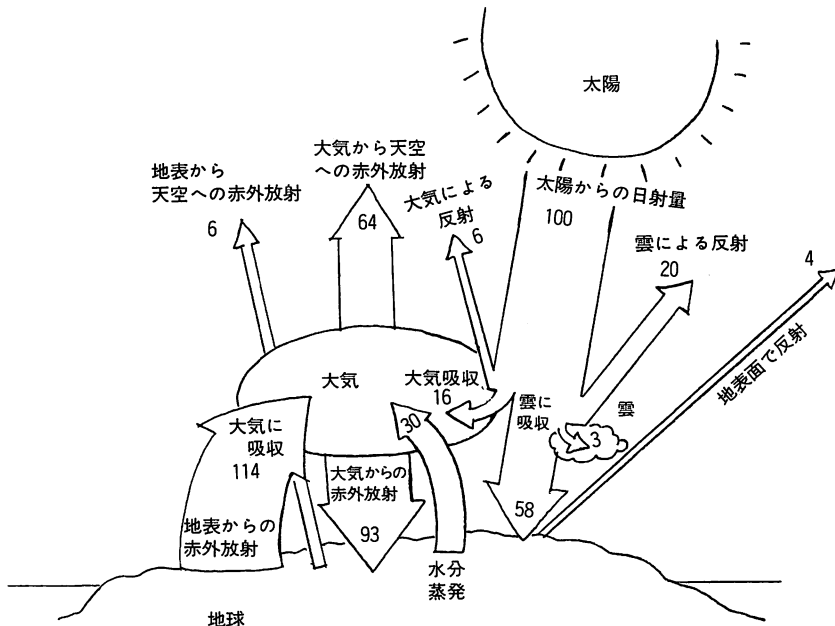 太陽
太陽からの日射量
100
地表から
天空への赤外放射
6
大気から天空
への赤外放射
64
大気による
反射
6
雲による反射
20
4
地表面で反射
大気
大気吸収
16
雲に
吸収
雲
3
30
大気に
吸収
114
地表からの
赤外放射
大気からの
赤外放射
93
58
水分
蒸発
地球